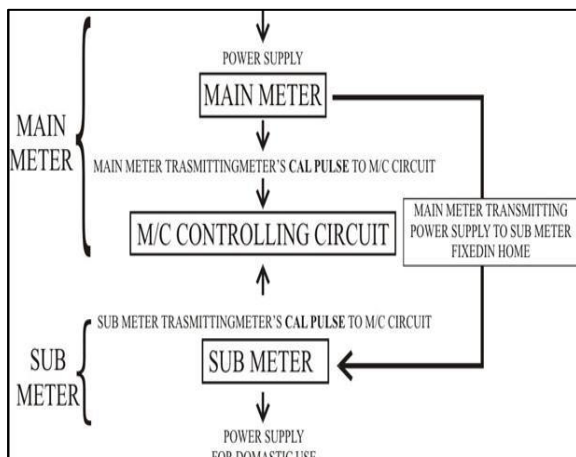 POWER SUPPLY
MAIN METER
MAIN
METER
MAIN METER TRASMITTINGMETER'S CAL PULSE TO M/C CIRCUIT
M/C CONTROLLING CIRCUIT
MAIN METER TRANSMITTING
POWER SUPPLY TO SUB METER
FIXEDIN HOME
SUB METER TRASMITTINGMETER'S CAL PULSE TO M/C CIRCUIT
SUB METER
SUB
METER
POWER SUPPLY
FOR DOMASTIC USE